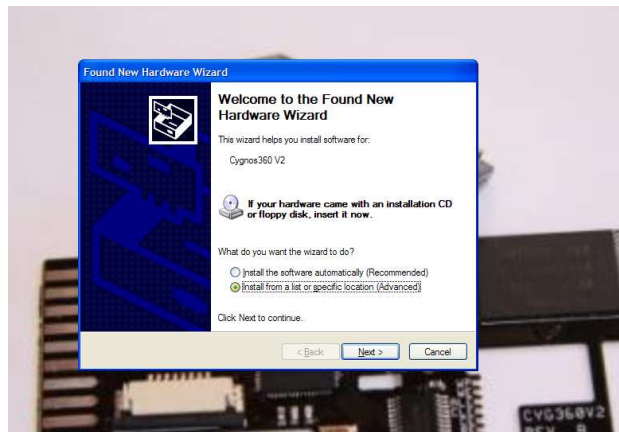 Found New Hardware Wizard
Welcome to the Found New
Hardware Wizard
This wizard helps you install software for:
Cygnos360 V2
If your hardware came with an installation CD
or floppy disk, insert it now.
What do you want the wizard to do?
Install the software automatically (Recommended)
Install from a list or specific location (Advanced)
Click Next to continue.
< Back
Next >
Cancel
CYG360V2
REV B